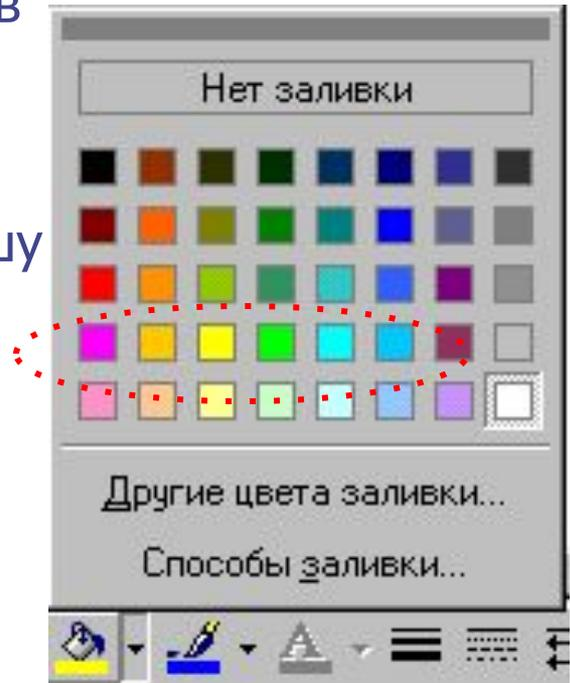 в
Нет заливки
Другие цвета заливки...
Способы заливки...
A